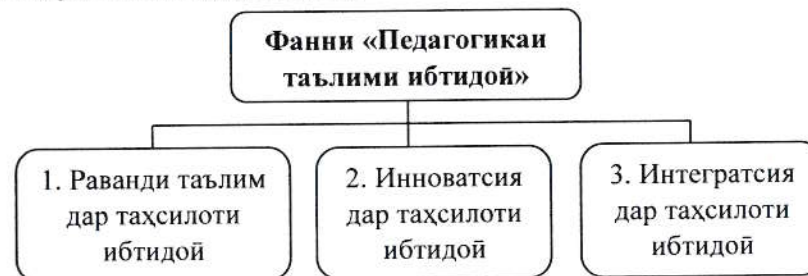 Фанни «Педагогикаи
таълими ибтидоӣ»
1. Раванди таълим
дар таҳсилоти
ибтидоӣ
2. Инноватсия
дар таҳсилоти
ибтидоӣ
3. Интегратсия
дар таҳсилоти
ибтидоӣ